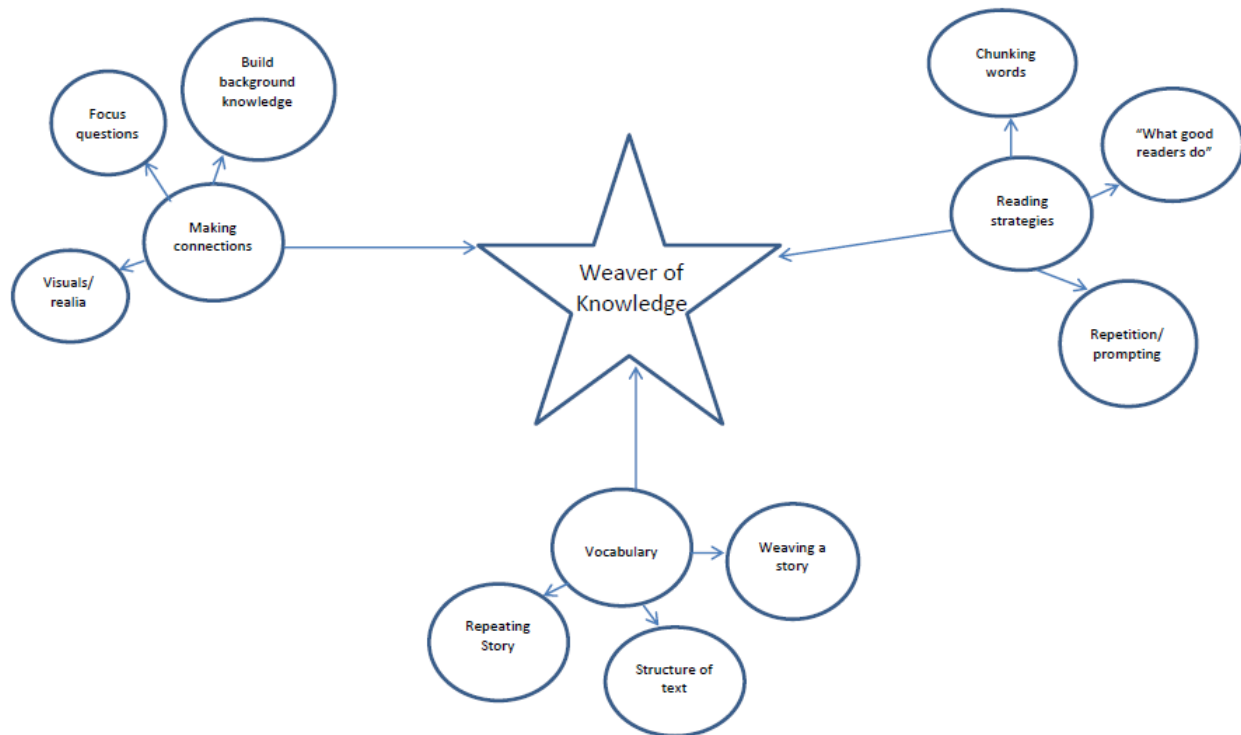 Build
background
knowledge
Focus
questions
Making
connections
Visuals/
realia
Weaver of
Knowledge
Chunking
words
“What good
readers do”
Reading
strategies
Repetition/
prompting
Vocabulary
Weaving a
story
Repeating
Story
Structure of
text